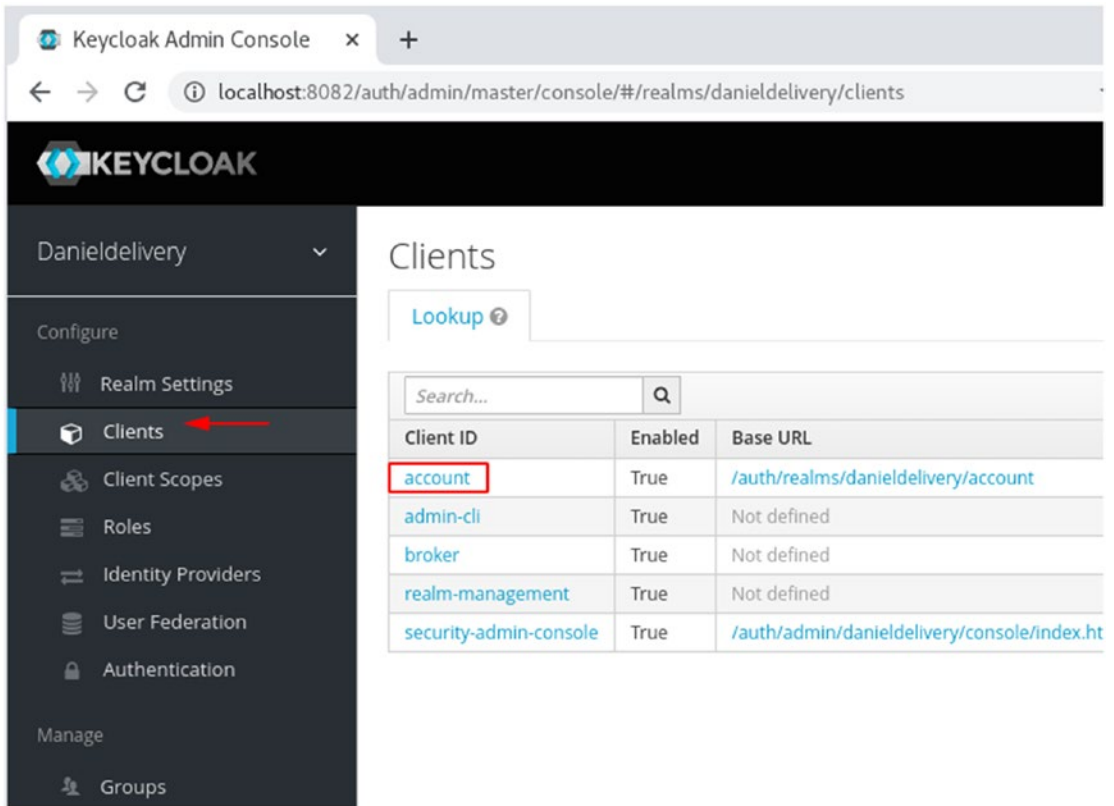 Keycloak Admin Console
localhost:8082/auth/admin/master/console/#/realms/danieldelivery/clients
KEYCLOAK
Danieldelivery
Configure
Realm Settings
Clients
Client Scopes
Roles
Identity Providers
User Federation
Authentication
Manage
Groups
Clients
Lookup
Search...
Client ID Enabled Base URL
account True /auth/realms/danieldelivery/account
admin-cli True Not defined
broker True Not defined
realm-management True Not defined
security-admin-console True /auth/admin/danieldelivery/console/index.ht